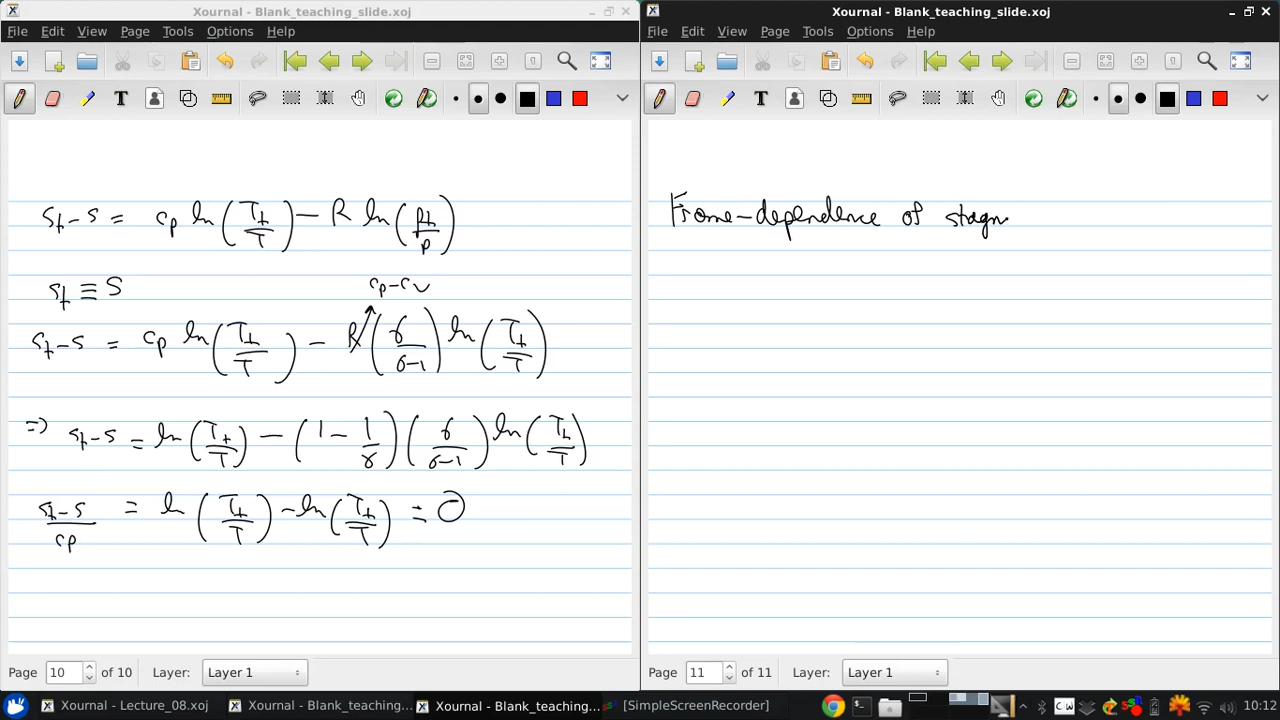 Xournal - Blank_teaching_slide.xoj
File Edit View Page Tools Options Help
s_t - s = c_p ln(T_t/T) - R ln(p_t/p)
s_t ≡ s
c_p - c_v
s_t - s = c_p ln(T_t/T) - R (γ/(γ-1)) ln(T_t/T)
=> s_t - s = ln(T_t/T) - (1 - 1/γ)(γ/(γ-1)) ln(T_t/T)
(s_t - s)/c_p = ln(T_t/T) - ln(T_t/T) = 0
Page 10 of 10 Layer: Layer 1
Xournal - Blank_teaching_slide.xoj
File Edit View Page Tools Options Help
Frame-dependence of stagn
Page 11 of 11 Layer: Layer 1
Xournal - Lecture_08.xoj
Xournal - Blank_teaching...
Xournal - Blank_teaching...
[SimpleScreenRecorder]
10:12